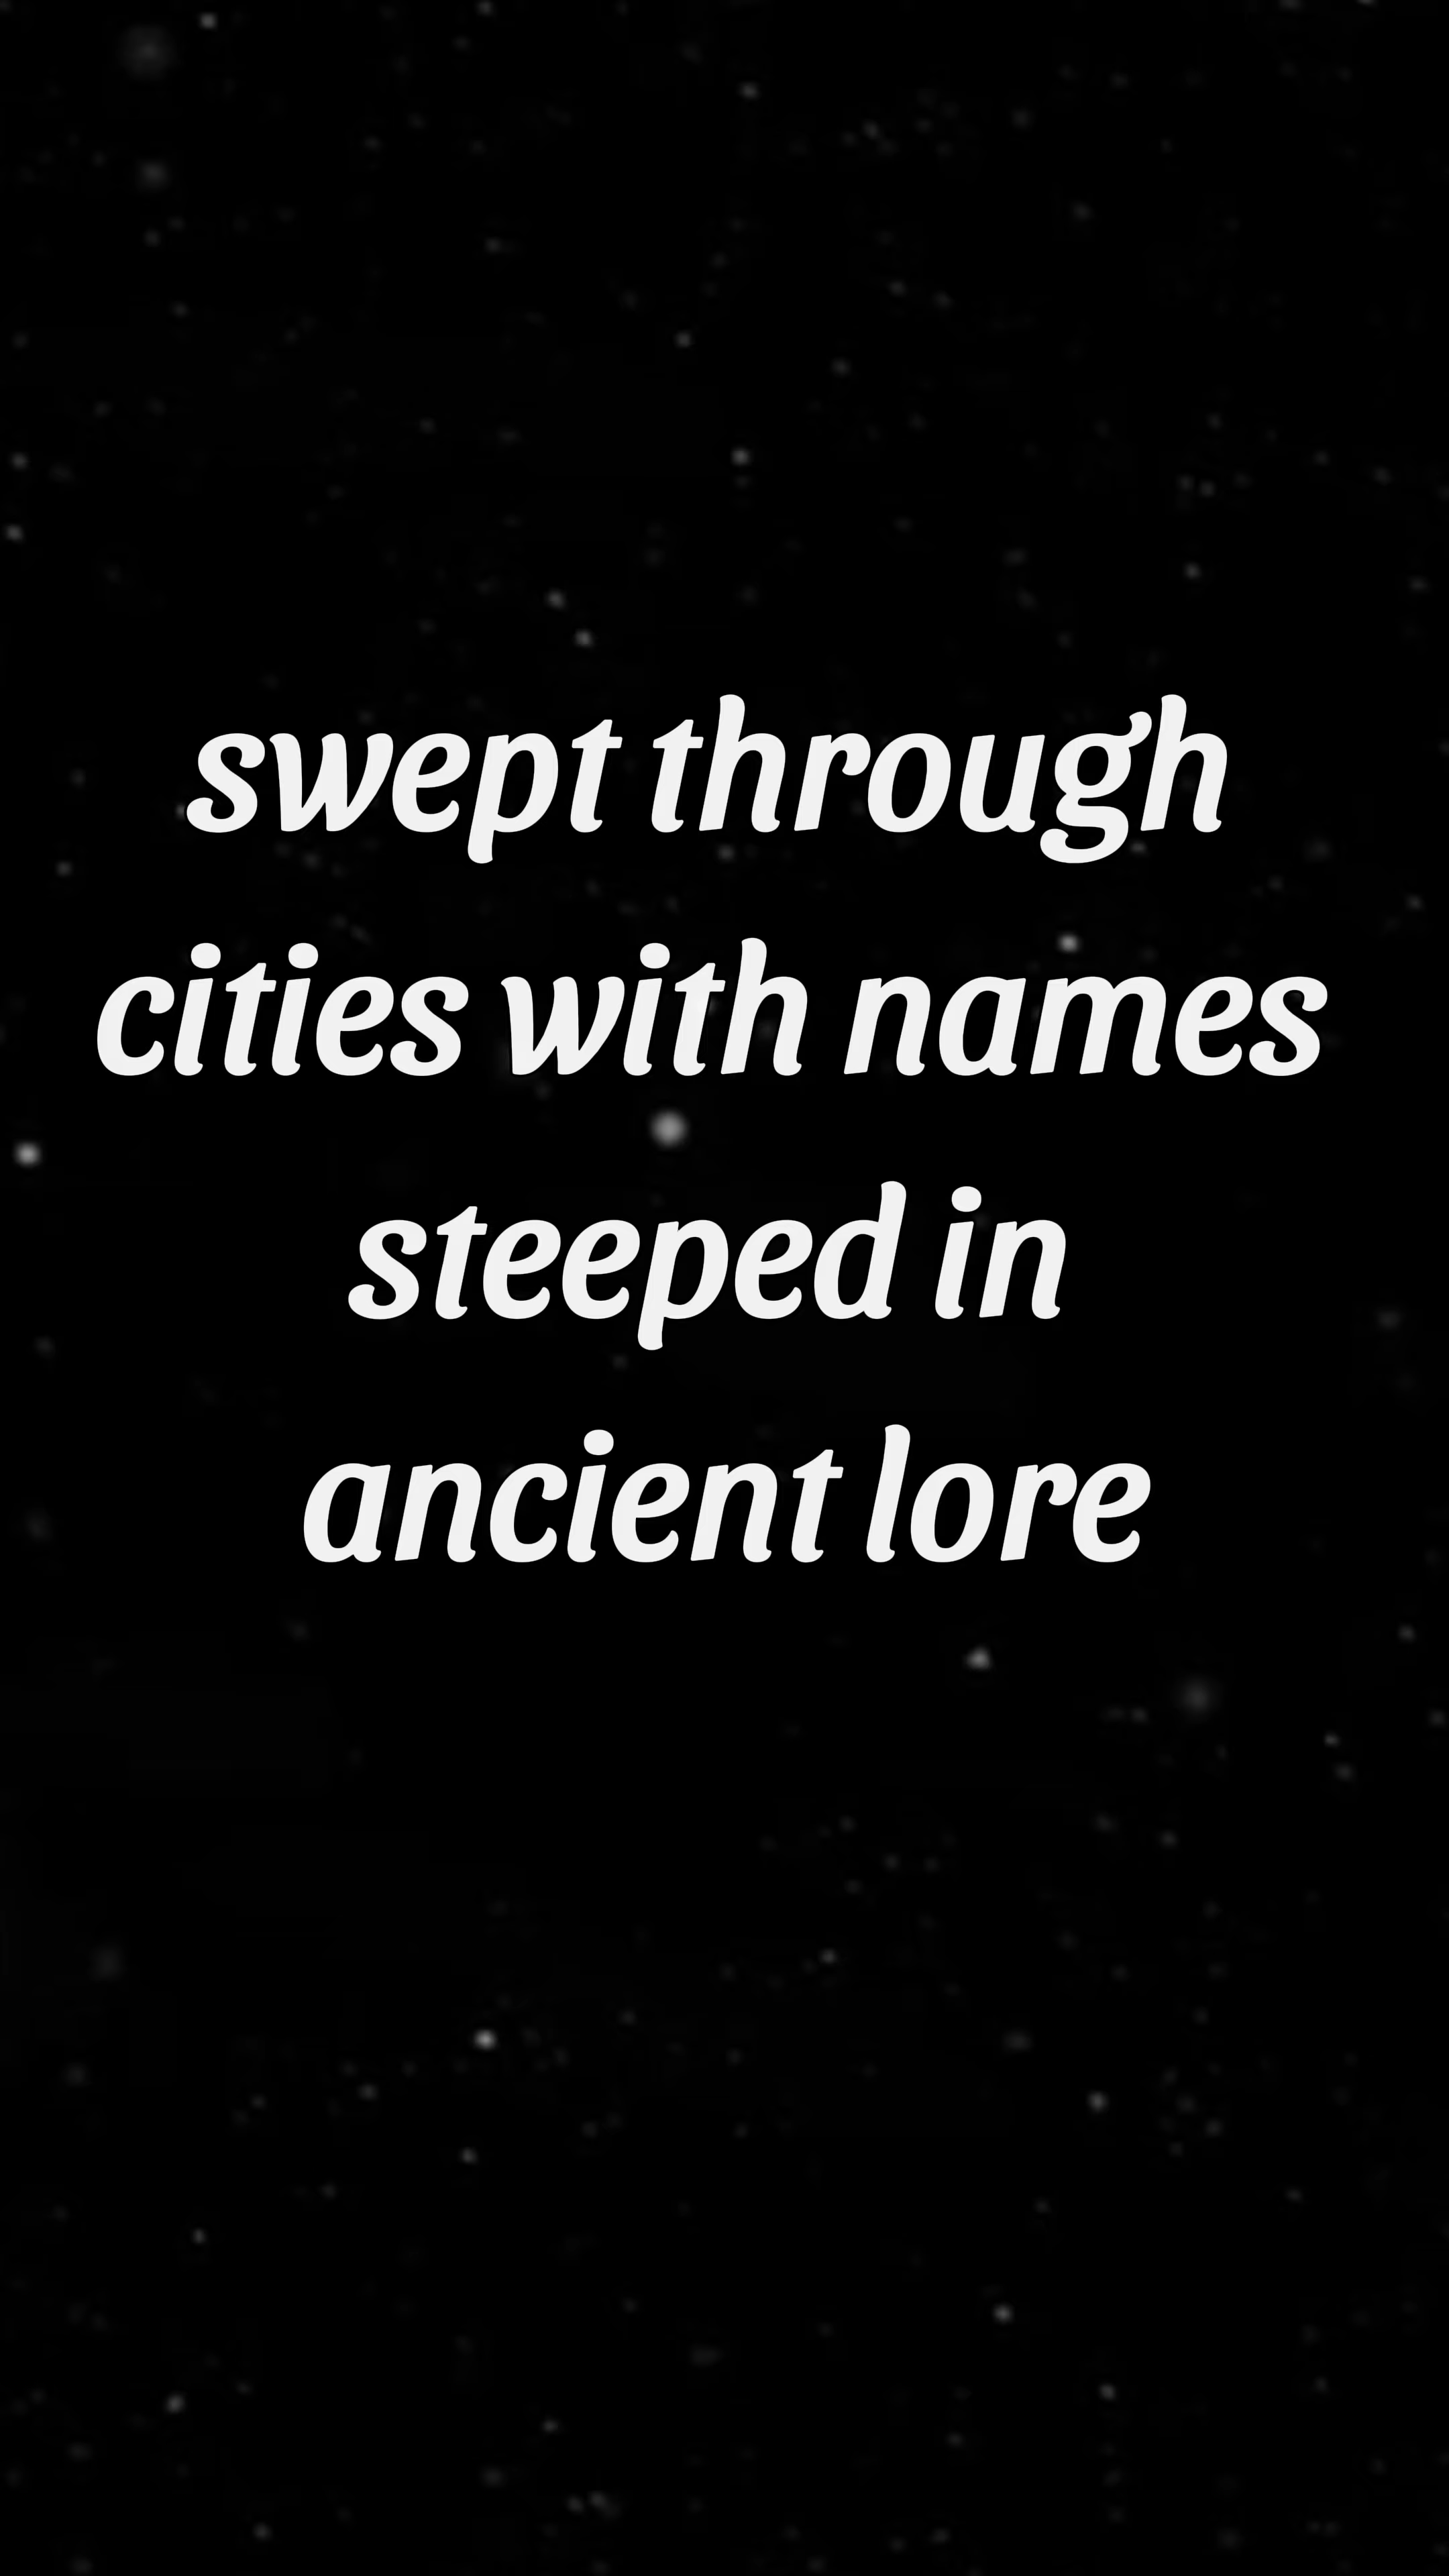 swept through
cities with names
steeped in
ancient lore